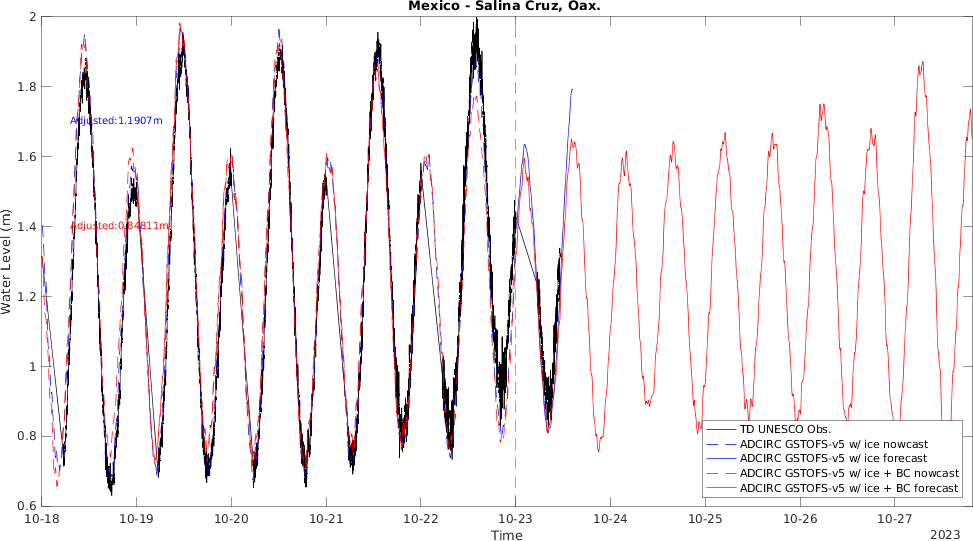 Mexico - Salina Cruz, Oax.
2
1.8
1.6
1.4
1.2
1
0.8
0.6
Water Level (m)
Adjusted:1.1907m
Adjusted:0.84811m
TD UNESCO Obs.
ADCIRC GSTOFS-v5 w/ ice nowcast
ADCIRC GSTOFS-v5 w/ ice forecast
ADCIRC GSTOFS-v5 w/ ice + BC nowcast
ADCIRC GSTOFS-v5 w/ ice + BC forecast
10-18 10-19 10-20 10-21 10-22 10-23 10-24 10-25 10-26 10-27
Time
2023